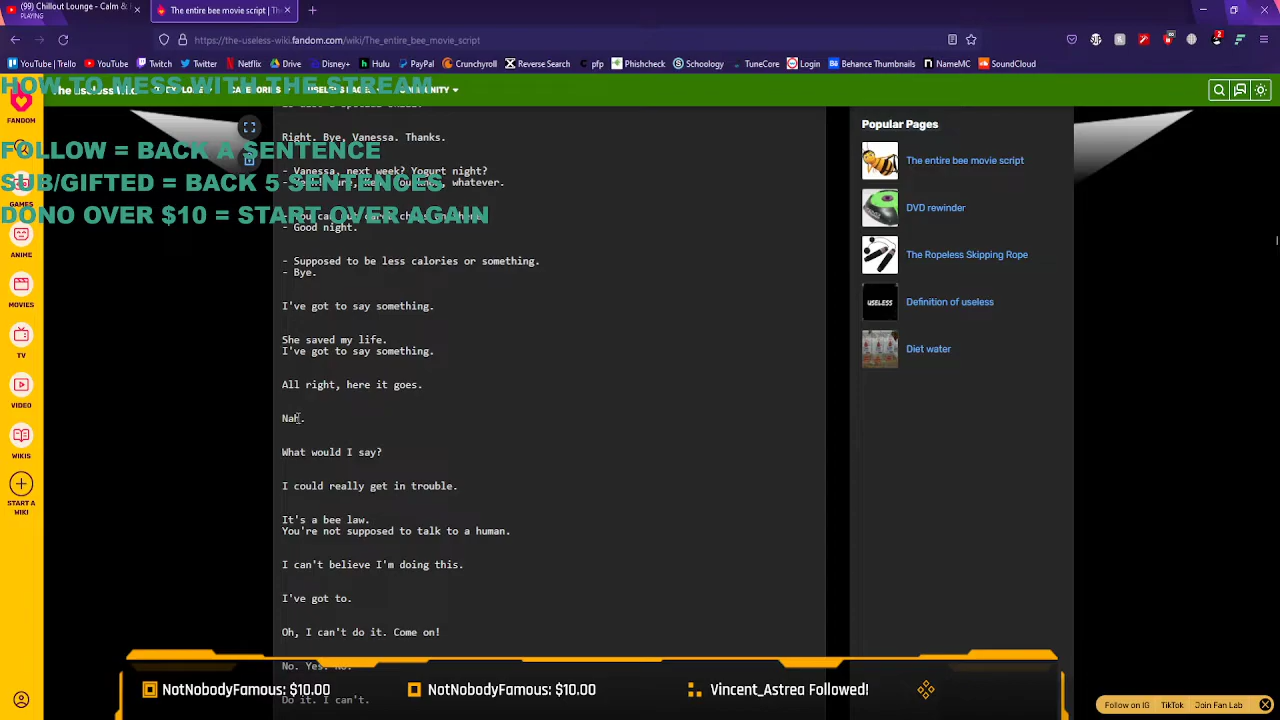 (99) Chillout Lounge - Calm &
PLAYING
The entire bee movie script | Th
https://the-useless-wiki.fandom.com/wiki/The_entire_bee_movie_script
YouTube | Trello
YouTube
Twitch
Twitter
Netflix
Drive
Disney+
Hulu
PayPal
Crunchyroll
Reverse Search
pfp
Phishcheck
Schoology
TuneCore
Login
Behance Thumbnails
NameMC
SoundCloud
HOW TO MESS WITH THE STREAM
FOLLOW = BACK A SENTENCE
SUB/GIFTED = BACK 5 SENTENCES
DONO OVER $10 = START OVER AGAIN
FANDOM
GAMES
ANIME
MOVIES
TV
VIDEO
WIKIS
START A
WIKI
Right. Bye, Vanessa. Thanks.
- Vanessa, next week? Yogurt night?
whatever.
- Good night.
- Supposed to be less calories or something.
- Bye.
I've got to say something.
She saved my life.
I've got to say something.
All right, here it goes.
Nah.
What would I say?
I could really get in trouble.
It's a bee law.
You're not supposed to talk to a human.
I can't believe I'm doing this.
I've got to.
Oh, I can't do it. Come on!
No. Yes. No.
Do it. I can't.
Popular Pages
The entire bee movie script
DVD rewinder
The Ropeless Skipping Rope
USELESS
Definition of useless
Diet water
NotNobodyFamous: $10.00
NotNobodyFamous: $10.00
Vincent_Astrea Followed!
Follow on IG
TikTok
Join Fan Lab